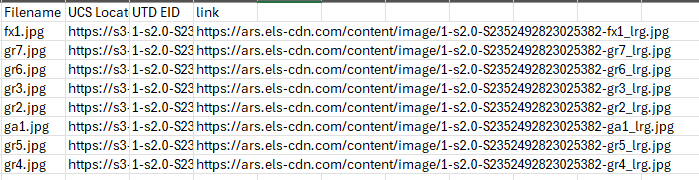 Filename UCS Locat UTD EID link
fx1.jpg https://s3- 1-s2.0-S23 https://ars.els-cdn.com/content/image/1-s2.0-S2352492823025382-fx1_lrg.jpg
gr7.jpg https://s3- 1-s2.0-S23 https://ars.els-cdn.com/content/image/1-s2.0-S2352492823025382-gr7_lrg.jpg
gr6.jpg https://s3- 1-s2.0-S23 https://ars.els-cdn.com/content/image/1-s2.0-S2352492823025382-gr6_lrg.jpg
gr3.jpg https://s3- 1-s2.0-S23 https://ars.els-cdn.com/content/image/1-s2.0-S2352492823025382-gr3_lrg.jpg
gr2.jpg https://s3- 1-s2.0-S23 https://ars.els-cdn.com/content/image/1-s2.0-S2352492823025382-gr2_lrg.jpg
ga1.jpg https://s3- 1-s2.0-S23 https://ars.els-cdn.com/content/image/1-s2.0-S2352492823025382-ga1_lrg.jpg
gr5.jpg https://s3- 1-s2.0-S23 https://ars.els-cdn.com/content/image/1-s2.0-S2352492823025382-gr5_lrg.jpg
gr4.jpg https://s3- 1-s2.0-S23 https://ars.els-cdn.com/content/image/1-s2.0-S2352492823025382-gr4_lrg.jpg